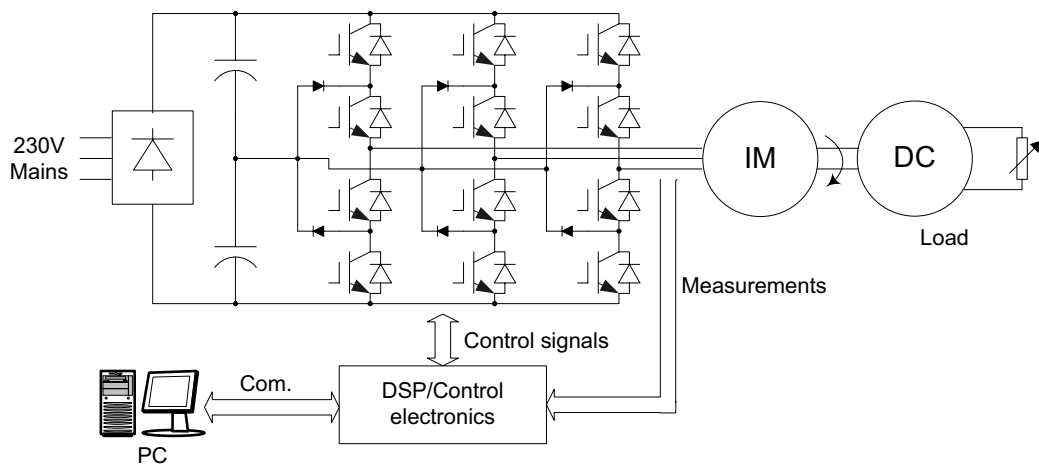 230V
Mains
IM
DC
Load
Measurements
Control signals
DSP/Control
electronics
Com.
PC